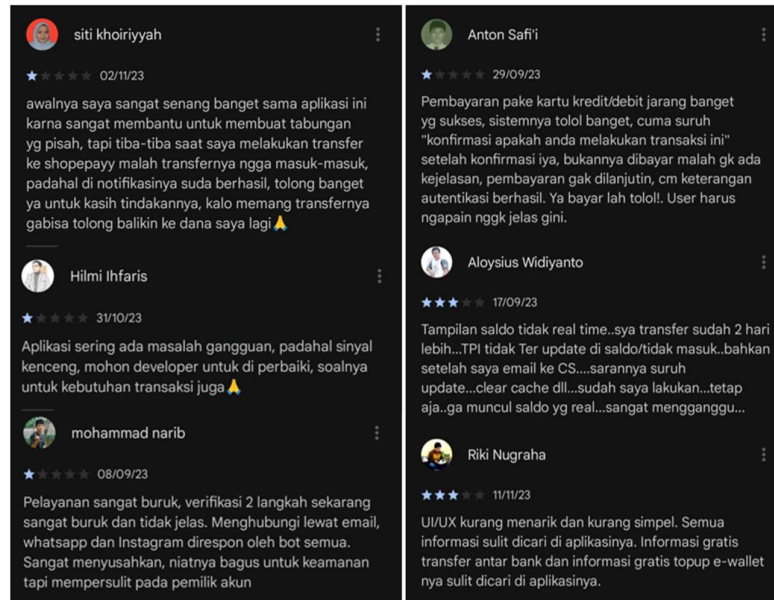 siti khoiriyyah
02/11/23
awalnya saya sangat senang banget sama aplikasi ini
karna sangat membantu untuk membuat tabungan
yg pisah, tapi tiba-tiba saat saya melakukan transfer
ke shopepayy malah transfernya ngga masuk-masuk,
padahal di notifikasinya suda berhasil, tolong banget
ya untuk kasih tindakannya, kalo memang transfernya
gabisa tolong balikin ke dana saya lagi🙏
Hilmi Ihfaris
31/10/23
Aplikasi sering ada masalah gangguan, padahal sinyal
kenceng, mohon developer untuk di perbaiki, soalnya
untuk kebutuhan transaksi juga🙏
mohammad narib
08/09/23
Pelayanan sangat buruk, verifikasi 2 langkah sekarang
sangat buruk dan tidak jelas. Menghubungi lewat email,
whatsapp dan Instagram direspon oleh bot semua.
Sangat menyusahkan, niatnya bagus untuk keamanan
tapi mempersulit pada pemilik akun
Anton Safi'i
29/09/23
Pembayaran pake kartu kredit/debit jarang banget
yg sukses, sistemnya tolol banget, cuma suruh
"konfirmasi apakah anda melakukan transaksi ini"
setelah konfirmasi iya, bukannya dibayar malah gk ada
kejelasan, pembayaran gak dilanjutin, cm keterangan
autentikasi berhasil. Ya bayar lah tolol!. User harus
ngapain nggk jelas gini.
Aloysius Widiyanto
17/09/23
Tampilan saldo tidak real time..sya transfer sudah 2 hari
lebih...TPI tidak Ter update di saldo/tidak masuk..bahkan
setelah saya email ke CS....sarannya suruh
update...clear cache dll...sudah saya lakukan...tetap
aja..ga muncul saldo yg real...sangat mengganggu...
Riki Nugraha
11/11/23
UI/UX kurang menarik dan kurang simpel. Semua
informasi sulit dicari di aplikasinya. Informasi gratis
transfer antar bank dan informasi gratis topup e-wallet
nya sulit dicari di aplikasinya.